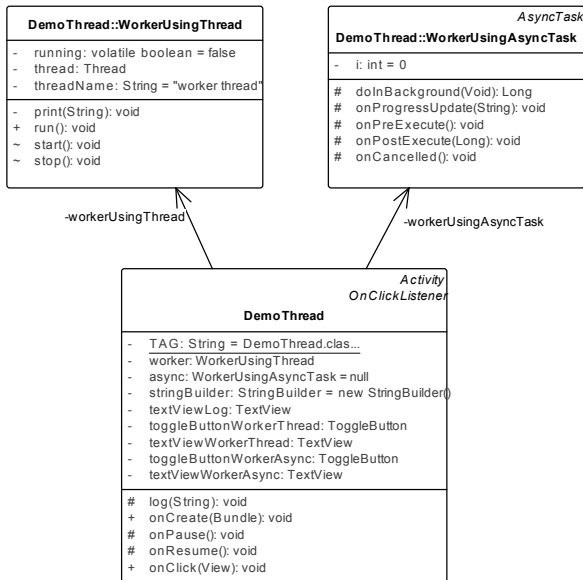 DemoThread::WorkerUsingThread
- running: volatile boolean = false
- thread: Thread
- threadName: String = "worker thread"
- print(String): void
+ run(): void
~ start(): void
~ stop(): void
AsyncTask
DemoThread::WorkerUsingAsyncTask
- i: int = 0
# doInBackground(Void): Long
# onProgressUpdate(String): void
# onPreExecute(): void
# onPostExecute(Long): void
# onCancelled(): void
-workerUsingThread
-workerUsingAsyncTask
Activity
OnClickListener
DemoThread
- TAG: String = DemoThread.clas...
- worker: WorkerUsingThread
- async: WorkerUsingAsyncTask = null
- stringBuilder: StringBuilder = new StringBuilder()
- textViewLog: TextView
- toggleButtonWorkerThread: ToggleButton
- textViewWorkerThread: TextView
- toggleButtonWorkerAsync: ToggleButton
- textViewWorkerAsync: TextView
# log(String): void
+ onCreate(Bundle): void
# onPause(): void
# onResume(): void
+ onClick(View): void